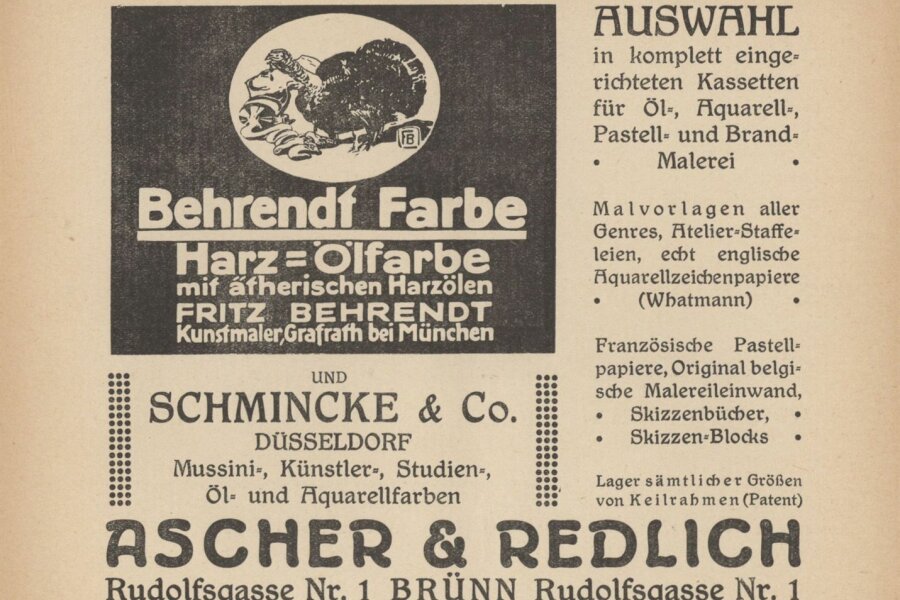 FB
Behrendt Farbe
Harz=Ölfarbe
mit ätherischen Harzölen
FRITZ BEHRENDT
Kunstmaler,Grafrath bei München
UND
SCHMINCKE & Co.
DÜSSELDORF
Mussini-, Künstler-, Studien-,
Öl- und Aquarellfarben
AUSWAHL
in komplett einge-
richteten Kassetten
für Öl-, Aquarell-,
Pastell- und Brand-
• Malerei •
Malvorlagen aller
Genres, Atelier-Staffe-
leien, echt englische
Aquarellzeichenpapiere
• (Whatmann) •
Französische Pastell-
papiere, Original belgi-
sche Malereileinwand,
• Skizzenbücher, •
• Skizzen-Blocks •
Lager sämtlicher Größen
von Keilrahmen (Patent)
ASCHER & REDLICH
Rudolfsgasse Nr. 1 BRÜNN Rudolfsgasse Nr. 1